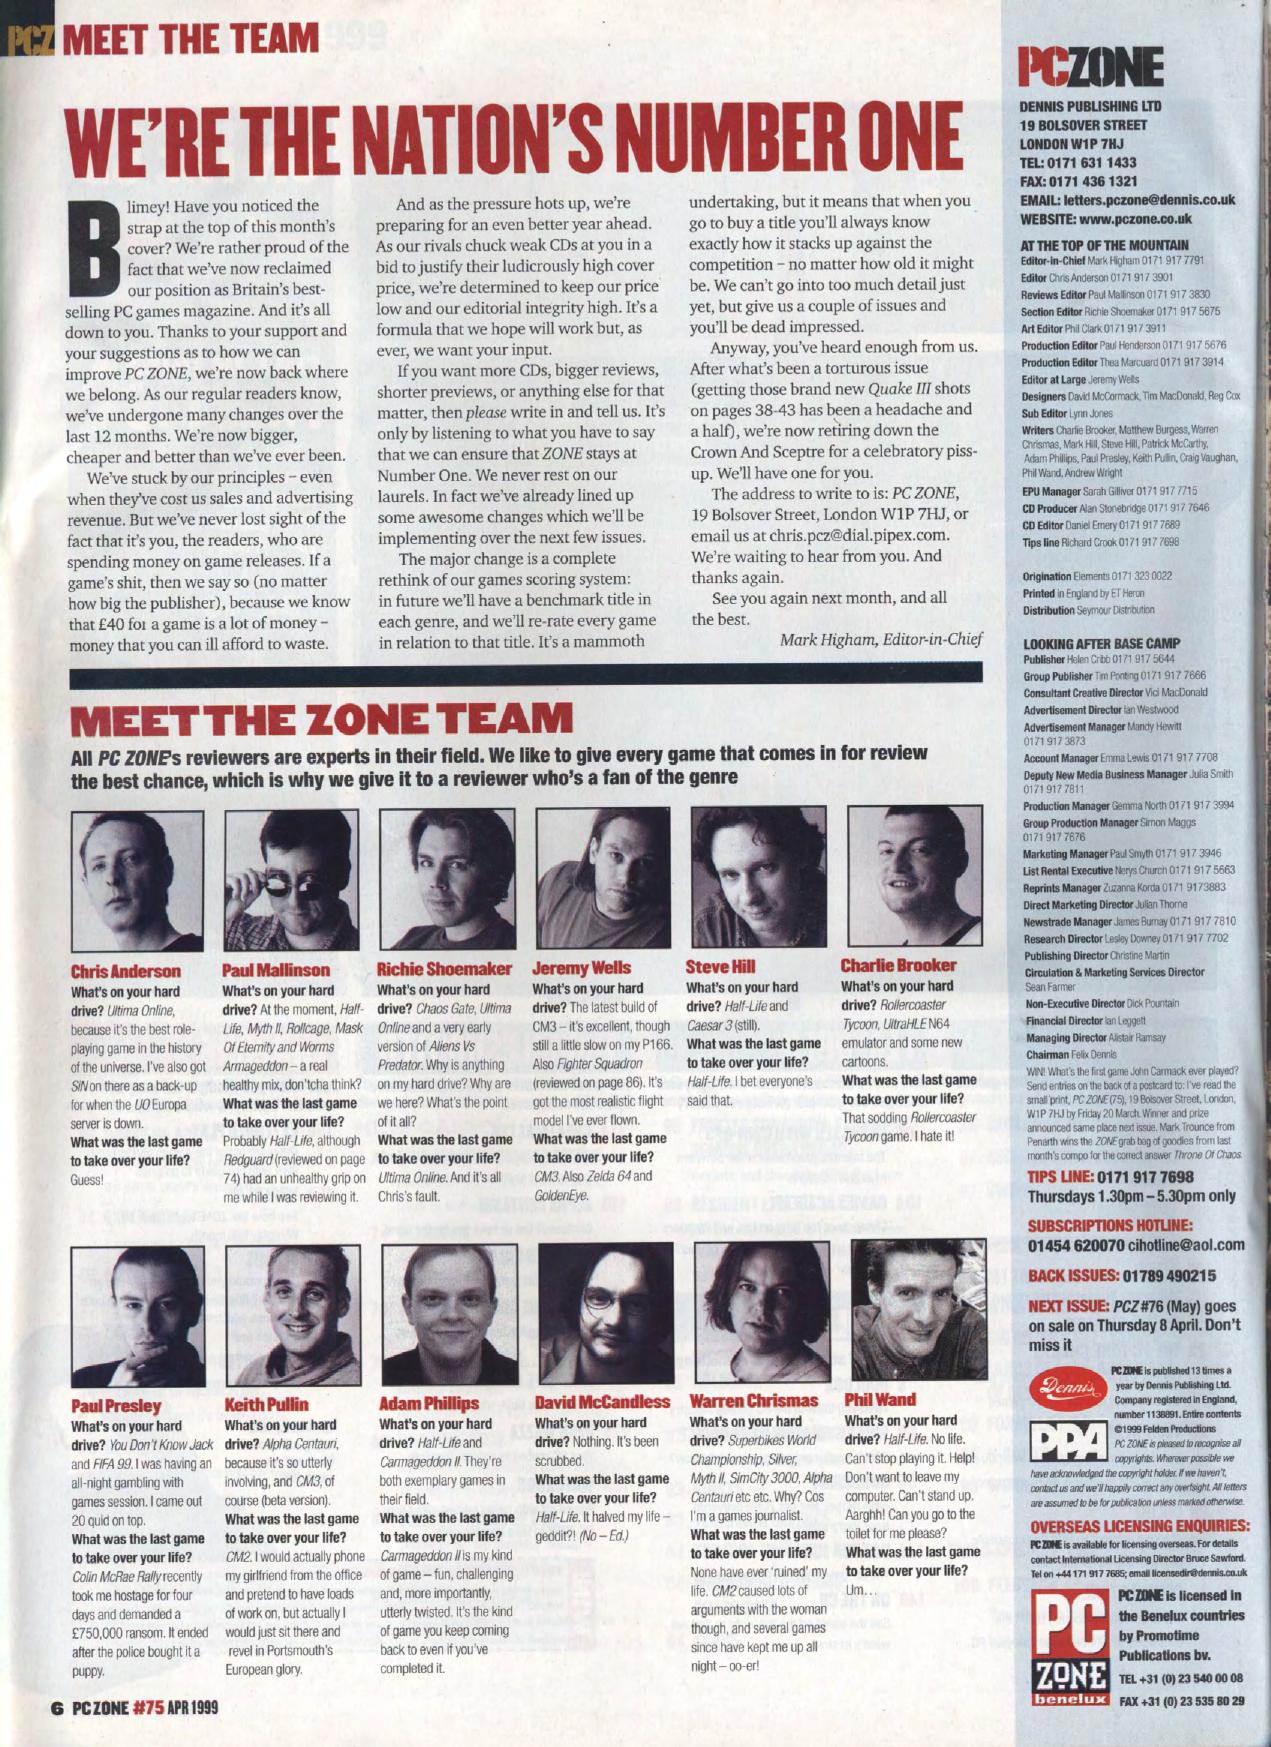 PCZ MEET THE TEAM
WE'RE THE NATION'S NUMBER ONE
Blimey! Have you noticed the
strap at the top of this month's
cover? We're rather proud of the
fact that we've now reclaimed
our position as Britain's best-
selling PC games magazine. And it's all
down to you. Thanks to your support and
your suggestions as to how we can
improve PC ZONE, we're now back where
we belong. As our regular readers know,
we've undergone many changes over the
last 12 months. We're now bigger,
cheaper and better than we've ever been.
We've stuck by our principles – even
when they've cost us sales and advertising
revenue. But we've never lost sight of the
fact that it's you, the readers, who are
spending money on game releases. If a
game's shit, then we say so (no matter
how big the publisher), because we know
that £40 for a game is a lot of money –
money that you can ill afford to waste.
And as the pressure hots up, we're
preparing for an even better year ahead.
As our rivals chuck weak CDs at you in a
bid to justify their ludicrously high cover
price, we're determined to keep our price
low and our editorial integrity high. It's a
formula that we hope will work but, as
ever, we want your input.
If you want more CDs, bigger reviews,
shorter previews, or anything else for that
matter, then please write in and tell us. It's
only by listening to what you have to say
that we can ensure that ZONE stays at
Number One. We never rest on our
laurels. In fact we've already lined up
some awesome changes which we'll be
implementing over the next few issues.
The major change is a complete
rethink of our games scoring system:
in future we'll have a benchmark title in
each genre, and we'll re-rate every game
in relation to that title. It's a mammoth
undertaking, but it means that when you
go to buy a title you'll always know
exactly how it stacks up against the
competition – no matter how old it might
be. We can't go into too much detail just
yet, but give us a couple of issues and
you'll be dead impressed.
Anyway, you've heard enough from us.
After what's been a torturous issue
(getting those brand new Quake III shots
on pages 38-43 has been a headache and
a half), we're now retiring down the
Crown And Sceptre for a celebratory piss-
up. We'll have one for you.
The address to write to is: PC ZONE,
19 Bolsover Street, London W1P 7HJ, or
email us at chris.pcz@dial.pipex.com.
We're waiting to hear from you. And
thanks again.
See you again next month, and all
the best.
Mark Higham, Editor-in-Chief
MEET THE ZONE TEAM
All PC ZONE's reviewers are experts in their field. We like to give every game that comes in for review
the best chance, which is why we give it to a reviewer who's a fan of the genre
Chris Anderson
What's on your hard
drive? Ultima Online,
because it's the best role-
playing game in the history
of the universe. I've also got
SiN on there as a back-up
for when the UO Europa
server is down.
What was the last game
to take over your life?
Guess!
Paul Mallinson
What's on your hard
drive? At the moment, Half-
Life, Myth II, Rollcage, Mask
Of Eternity and Worms
Armageddon – a real
healthy mix, don'tcha think?
What was the last game
to take over your life?
Probably Half-Life, although
Redguard (reviewed on page
74) had an unhealthy grip on
me while I was reviewing it.
Richie Shoemaker
What's on your hard
drive? Chaos Gate, Ultima
Online and a very early
version of Aliens Vs
Predator. Why is anything
on my hard drive? Why are
we here? What's the point
of it all?
What was the last game
to take over your life?
Ultima Online. And it's all
Chris's fault.
Jeremy Wells
What's on your hard
drive? The latest build of
CM3 – it's excellent, though
still a little slow on my P166.
Also Fighter Squadron
(reviewed on page 86). It's
got the most realistic flight
model I've ever flown.
What was the last game
to take over your life?
CM3. Also Zelda 64 and
GoldenEye.
Steve Hill
What's on your hard
drive? Half-Life and
Caesar 3 (still).
What was the last game
to take over your life?
Half-Life. I bet everyone's
said that.
Charlie Brooker
What's on your hard
drive? Rollercoaster
Tycoon, UltraHLE N64
emulator and some new
cartoons.
What was the last game
to take over your life?
That sodding Rollercoaster
Tycoon game. I hate it!
Paul Presley
What's on your hard
drive? You Don't Know Jack
and FIFA 99. I was having an
all-night gambling with
games session. I came out
20 quid on top.
What was the last game
to take over your life?
Colin McRae Rally recently
took me hostage for four
days and demanded a
£750,000 ransom. It ended
after the police bought it a
puppy.
Keith Pullin
What's on your hard
drive? Alpha Centauri,
because it's so utterly
involving, and CM3, of
course (beta version).
What was the last game
to take over your life?
CM2. I would actually phone
my girlfriend from the office
and pretend to have loads
of work on, but actually I
would just sit there and
revel in Portsmouth's
European glory.
Adam Phillips
What's on your hard
drive? Half-Life and
Carmageddon II. They're
both exemplary games in
their field.
What was the last game
to take over your life?
Carmageddon II is my kind
of game – fun, challenging
and, more importantly,
utterly twisted. It's the kind
of game you keep coming
back to even if you've
completed it.
David McCandless
What's on your hard
drive? Nothing. It's been
scrubbed.
What was the last game
to take over your life?
Half-Life. It halved my life –
geddit?! (No – Ed.)
Warren Chrismas
What's on your hard
drive? Superbikes World
Championship, Silver,
Myth II, SimCity 3000, Alpha
Centauri etc etc. Why? Cos
I'm a games journalist.
What was the last game
to take over your life?
None have ever 'ruined' my
life. CM2 caused lots of
arguments with the woman
though, and several games
since have kept me up all
night – oo-er!
Phil Wand
What's on your hard
drive? Half-Life. No life.
Can't stop playing it. Help!
Don't want to leave my
computer. Can't stand up.
Aarghh! Can you go to the
toilet for me please?
What was the last game
to take over your life?
Um...
6 PC ZONE #75 APR 1999
PCZONE
DENNIS PUBLISHING LTD
19 BOLSOVER STREET
LONDON W1P 7HJ
TEL: 0171 631 1433
FAX: 0171 436 1321
EMAIL: letters.pczone@dennis.co.uk
WEBSITE: www.pczone.co.uk
AT THE TOP OF THE MOUNTAIN
Editor-in-Chief Mark Higham 0171 917 7791
Editor Chris Anderson 0171 917 3901
Reviews Editor Paul Mallinson 0171 917 3830
Section Editor Richie Shoemaker 0171 917 5675
Art Editor Phil Clark 0171 917 3911
Production Editor Paul Henderson 0171 917 5676
Production Editor Thea Marcuard 0171 917 3914
Editor at Large Jeremy Wells
Designers David McCormack, Tim MacDonald, Reg Cox
Sub Editor Lynn Jones
Writers Charlie Brooker, Matthew Burgess, Warren
Chrismas, Mark Hill, Steve Hill, Patrick McCarthy,
Adam Phillips, Paul Presley, Keith Pullin, Craig Vaughan,
Phil Wand, Andrew Wright
EPU Manager Sarah Gilliver 0171 917 7715
CD Producer Alan Stonebridge 0171 917 7646
CD Editor Daniel Emery 0171 917 7689
Tips line Richard Crook 0171 917 7698
Origination Elements 0171 323 0022
Printed in England by ET Heron
Distribution Seymour Distribution
LOOKING AFTER BASE CAMP
Publisher Helen Cribb 0171 917 5644
Group Publisher Tim Ponting 0171 917 7666
Consultant Creative Director Vici MacDonald
Advertisement Director Ian Westwood
Advertisement Manager Mandy Hewitt
0171 917 3873
Account Manager Emma Lewis 0171 917 7708
Deputy New Media Business Manager Julia Smith
0171 917 7811
Production Manager Gemma North 0171 917 3994
Group Production Manager Simon Maggs
0171 917 7676
Marketing Manager Paul Smyth 0171 917 3946
List Rental Executive Nerys Church 0171 917 5663
Reprints Manager Zuzanna Korda 0171 9173883
Direct Marketing Director Julian Thorne
Newstrade Manager James Burnay 0171 917 7810
Research Director Lesley Downey 0171 917 7702
Publishing Director Christine Martin
Circulation & Marketing Services Director
Sean Farmer
Non-Executive Director Dick Pountain
Financial Director Ian Leggett
Managing Director Alistair Ramsay
Chairman Felix Dennis
WIN! What's the first game John Carmack ever played?
Send entries on the back of a postcard to: I've read the
small print, PC ZONE (75), 19 Bolsover Street, London,
W1P 7HJ by Friday 20 March. Winner and prize
announced same place next issue. Mark Trounce from
Penarth wins the ZONE grab bag of goodies from last
month's compo for the correct answer Throne Of Chaos.
TIPS LINE: 0171 917 7698
Thursdays 1.30pm – 5.30pm only
SUBSCRIPTIONS HOTLINE:
01454 620070 cihotline@aol.com
BACK ISSUES: 01789 490215
NEXT ISSUE: PCZ #76 (May) goes
on sale on Thursday 8 April. Don't
miss it
Dennis
PPA
PC ZONE is published 13 times a
year by Dennis Publishing Ltd.
Company registered in England,
number 1138891. Entire contents
©1999 Felden Productions
PC ZONE is pleased to recognise all
copyrights. Wherever possible we
have acknowledged the copyright holder. If we haven't,
contact us and we'll happily correct any oversight. All letters
are assumed to be for publication unless marked otherwise.
OVERSEAS LICENSING ENQUIRIES:
PC ZONE is available for licensing overseas. For details
contact International Licensing Director Bruce Sawford.
Tel on +44 171 917 7685; email licensedir@dennis.co.uk
PC ZONE benelux
PC ZONE is licensed in
the Benelux countries
by Promotime
Publications bv.
TEL +31 (0) 23 540 00 08
FAX +31 (0) 23 535 80 29